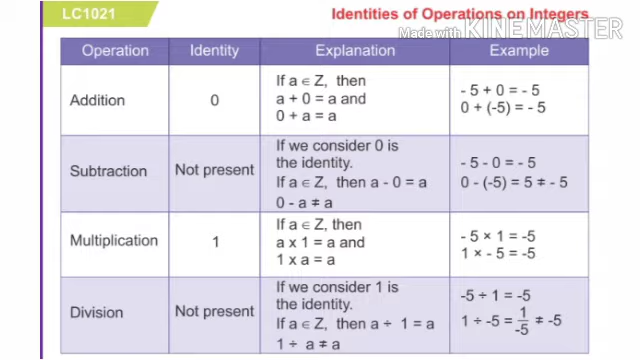 LC1021
Identities of Operations on Integers
Made with KINEMASTER
Operation Identity Explanation Example
Addition
0
If a ∈ Z, then
a + 0 = a and
0 + a = a
- 5 + 0 = - 5
0 + (-5) = - 5
Subtraction
Not present
If we consider 0 is
the identity.
If a ∈ Z, then a - 0 = a
0 - a ≠ a
- 5 - 0 = - 5
0 - (-5) = 5 ≠ - 5
Multiplication
1
If a ∈ Z, then
a x 1 = a and
1 x a = a
- 5 × 1 = -5
1 × - 5 = -5
Division
Not present
If we consider 1 is
the identity.
If a ∈ Z, then a ÷ 1 = a
1 ÷ a ≠ a
-5 ÷ 1 = -5
1 ÷ -5 = 1/-5 ≠ -5